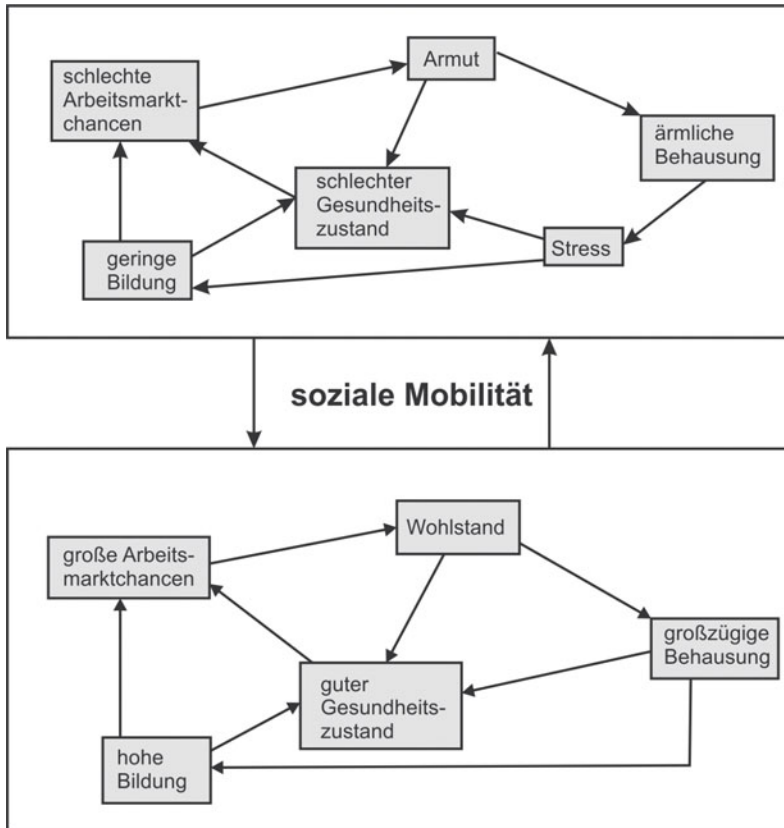 Armut
schlechte
Arbeitsmarkt-
chancen
ärmliche
Behausung
schlechter
Gesundheits-
zustand
Stress
geringe
Bildung
soziale Mobilität
Wohlstand
große Arbeits-
marktchancen
großzügige
Behausung
guter
Gesundheits-
zustand
hohe
Bildung